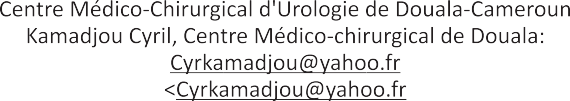 Centre Médico-Chirurgical d'Urologie de Douala-Cameroun
Kamadjou Cyril, Centre Médico-chirurgical de Douala:
Cyrkamadjou@yahoo.fr
<Cyrkamadjou@yahoo.fr